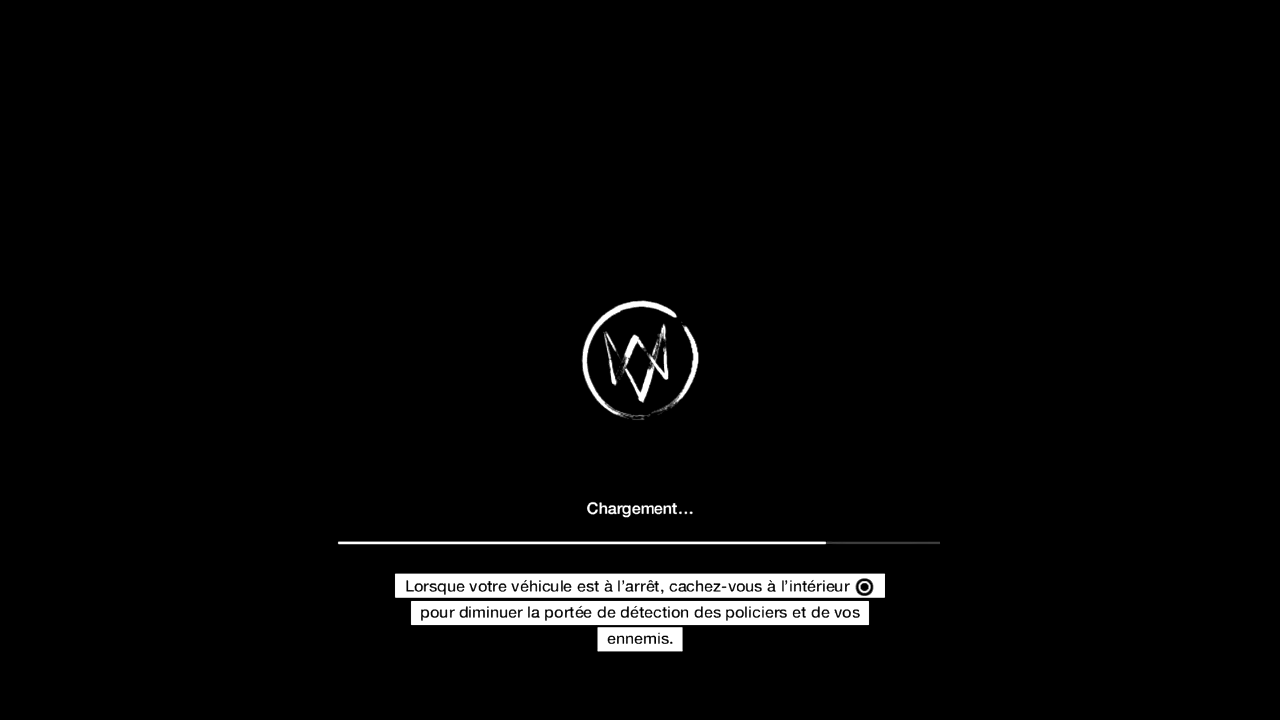 Chargement...
Lorsque votre véhicule est à l'arrêt, cachez-vous à l'intérieur
pour diminuer la portée de détection des policiers et de vos
ennemis.